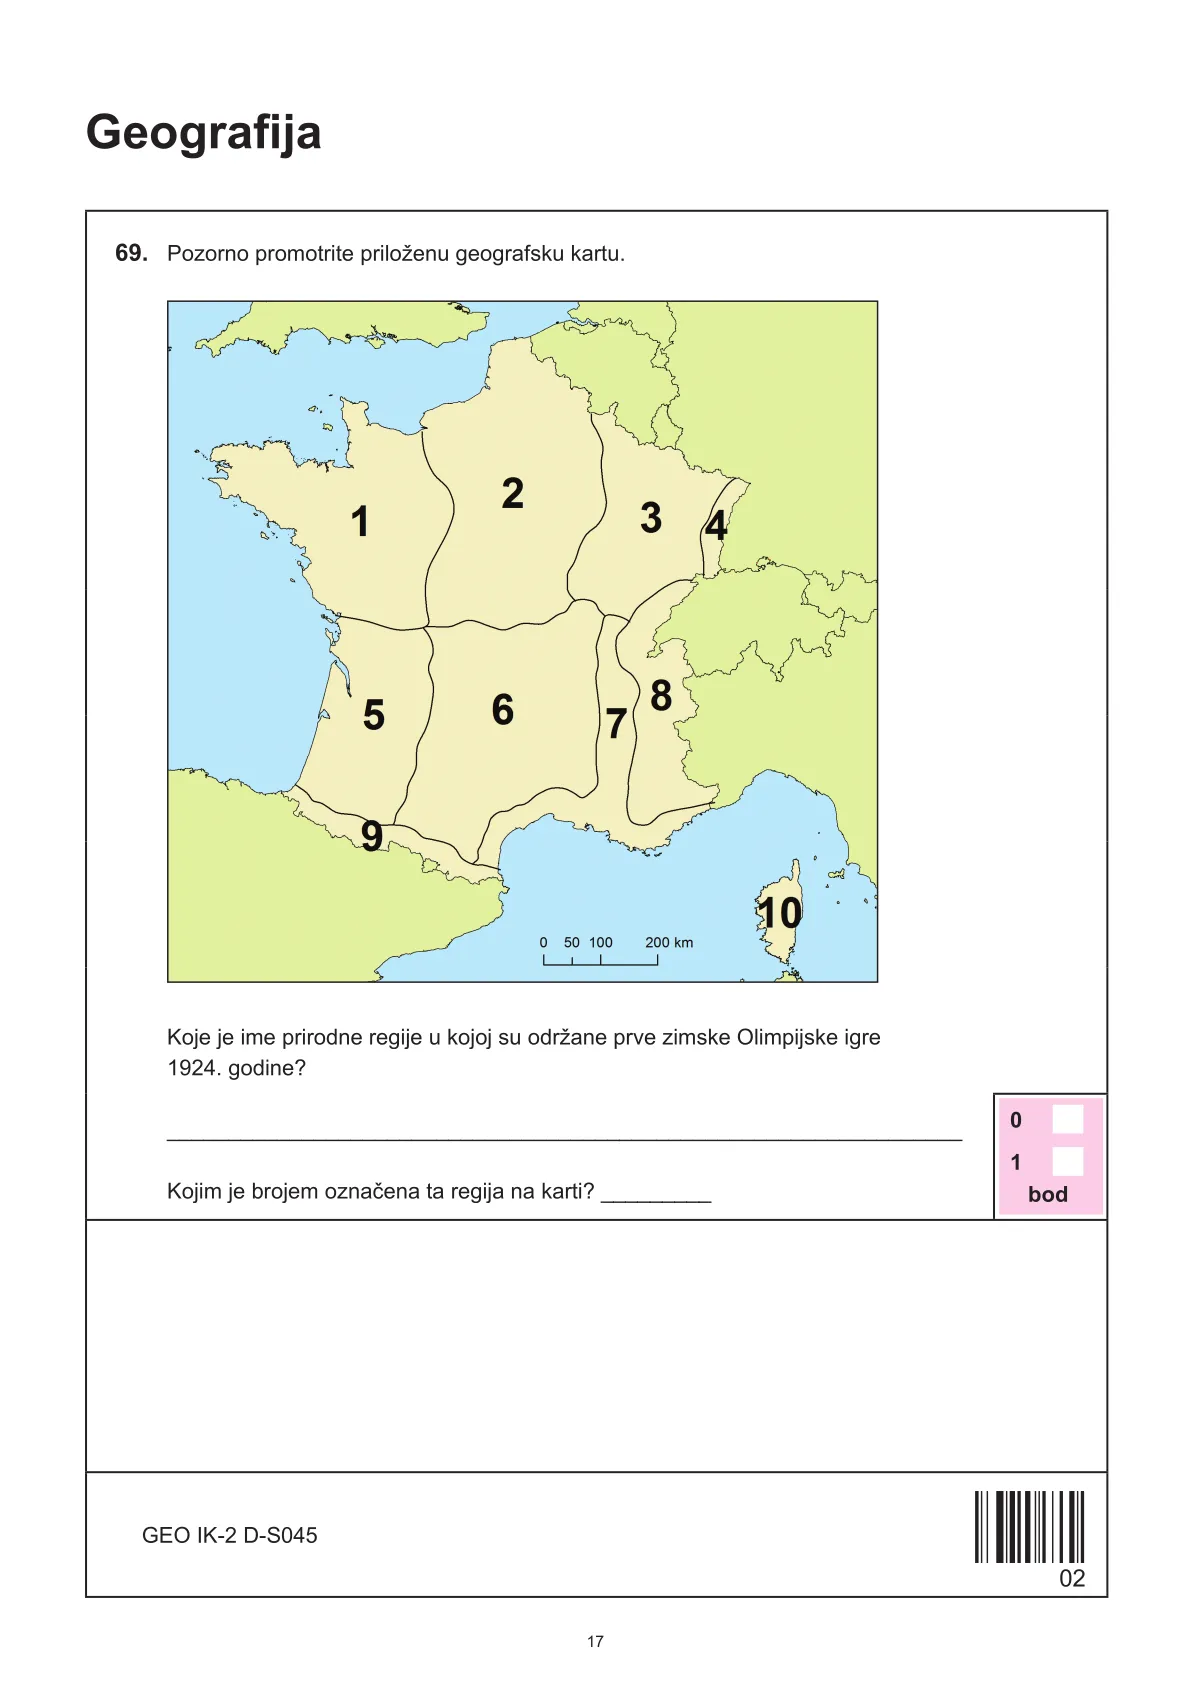 Geografija
69. Pozorno promotrite priloženu geografsku kartu.
1
2
3
4
5
6
7
8
9
10
0 50 100 200 km
Koje je ime prirodne regije u kojoj su održane prve zimske Olimpijske igre
1924. godine?
0
1
bod
Kojim je brojem označena ta regija na karti? _________
GEO IK-2 D-S045
02
17